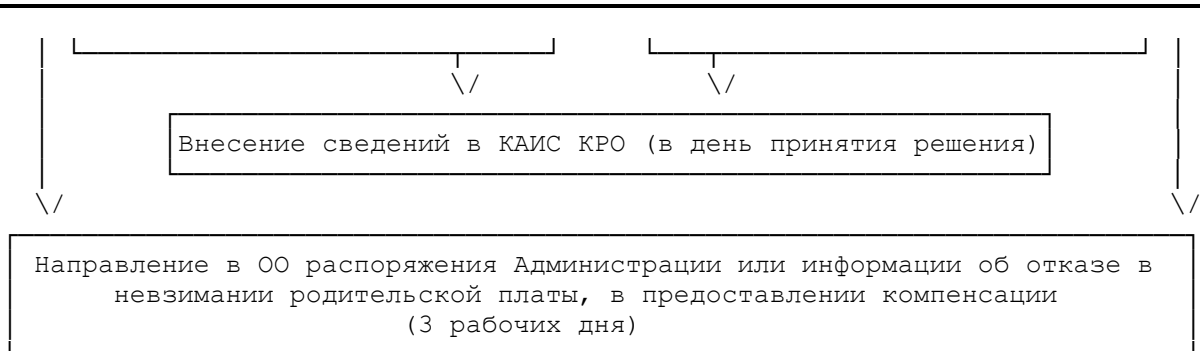 Внесение сведений в КАИС КРО (в день принятия решения)
Направление в ОО распоряжения Администрации или информации об отказе в
невзимании родительской платы, в предоставлении компенсации
(3 рабочих дня)